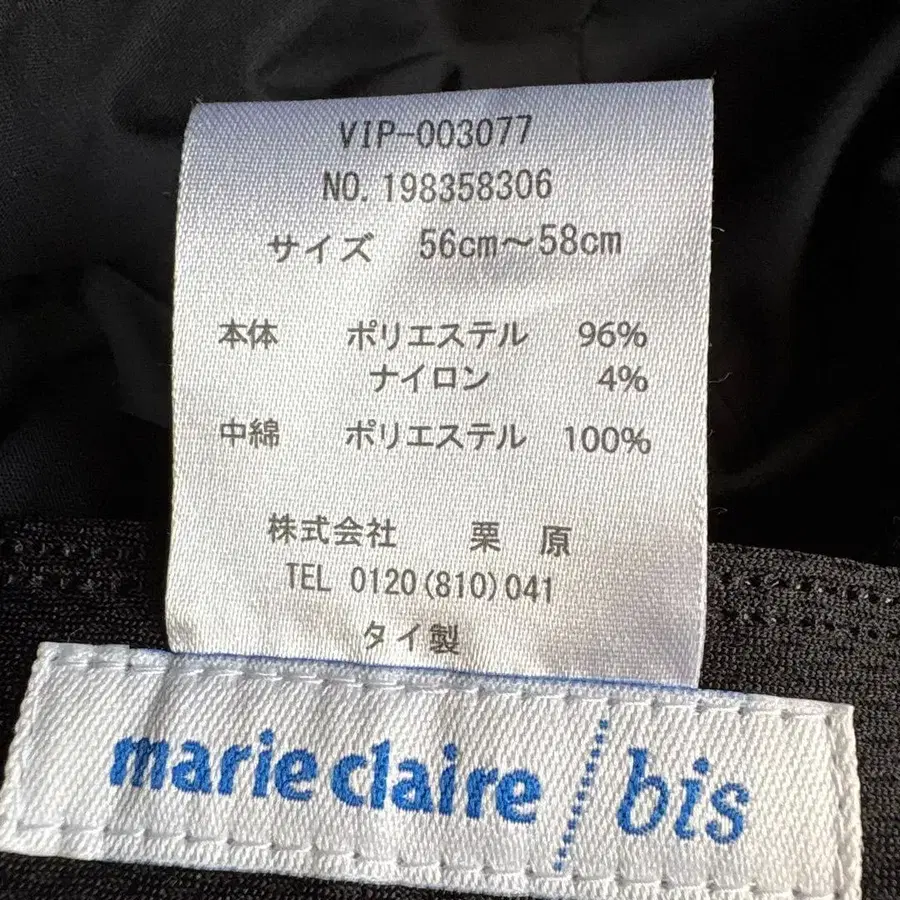 VIP-003077
NO.198358306
サイズ 56cm〜58cm
本体 ポリエステル 96%
ナイロン 4%
中綿 ポリエステル 100%
株式会社 栗原
TEL 0120(810)041
タイ製
marie claire bis